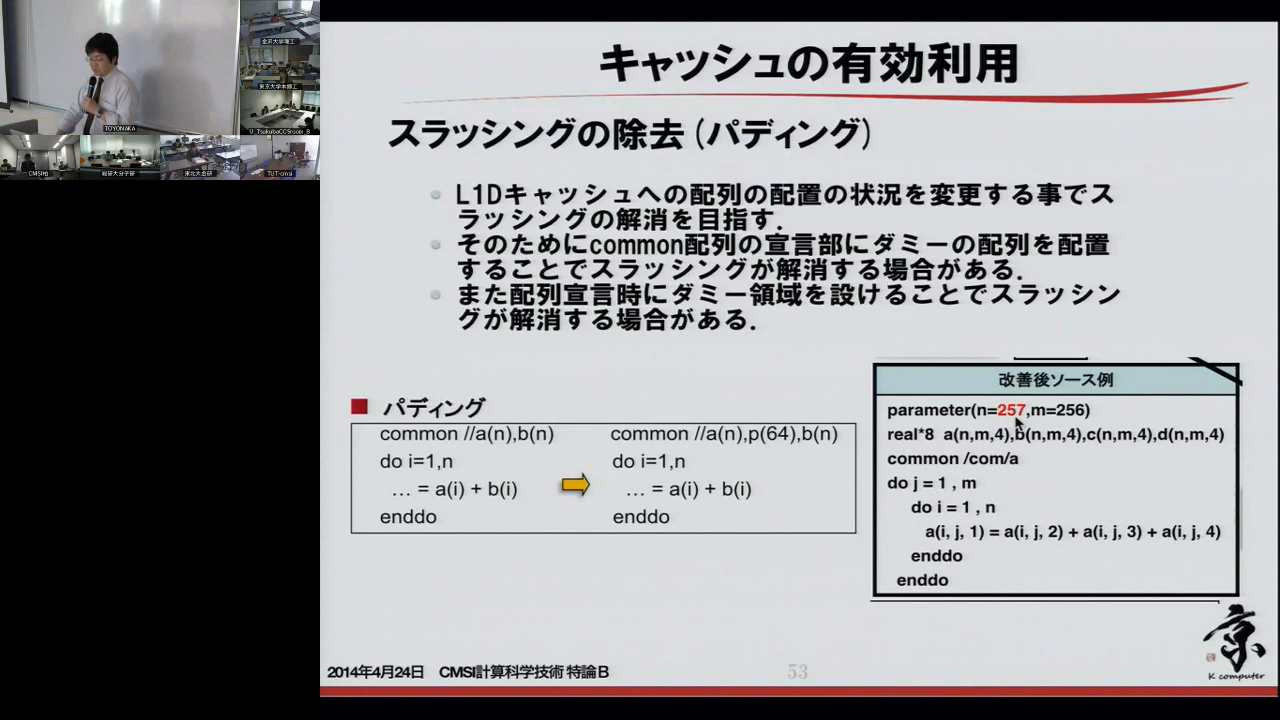 金沢大学理工
東京大学本郷工
TOYONAKA
U_TsukubaCCSroom_B
CMSI柏
総研大分子研
東北大金研
TUT-cmsi
キャッシュの有効利用
スラッシングの除去(パディング)
L1Dキャッシュへの配列の配置の状況を変更する事でス
ラッシングの解消を目指す.
そのためにcommon配列の宣言部にダミーの配列を配置
することでスラッシングが解消する場合がある.
また配列宣言時にダミー領域を設けることでスラッシン
グが解消する場合がある.
パディング
common //a(n),b(n)
do i=1,n
… = a(i) + b(i)
enddo
common //a(n),p(64),b(n)
do i=1,n
… = a(i) + b(i)
enddo
改善後ソース例
parameter(n=257,m=256)
real*8 a(n,m,4),b(n,m,4),c(n,m,4),d(n,m,4)
common /com/a
do j = 1 , m
do i = 1 , n
a(i, j, 1) = a(i, j, 2) + a(i, j, 3) + a(i, j, 4)
enddo
enddo
京
K computer
2014年4月24日 CMSI計算科学技術 特論B
53